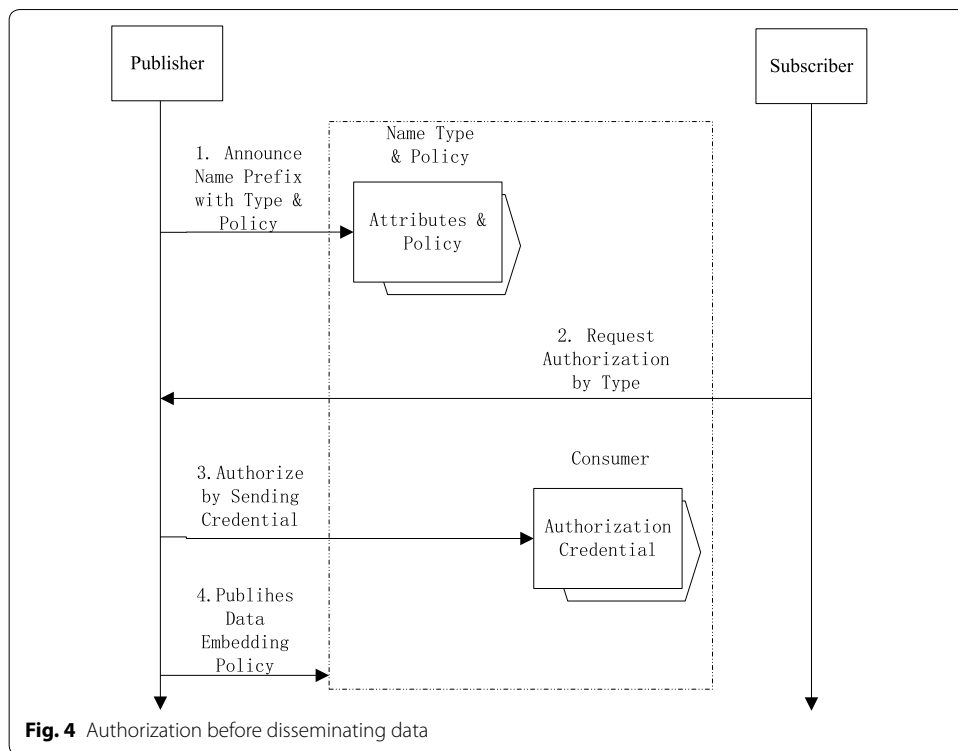 Publisher
Subscriber
Name Type
& Policy
1. Announce
Name Prefix
with Type &
Policy
Attributes &
Policy
2. Request
Authorization
by Type
Consumer
3.Authorize
by Sending
Credential
Authorization
Credential
4.Publihes
Data
Embedding
Policy
Fig. 4 Authorization before disseminating data